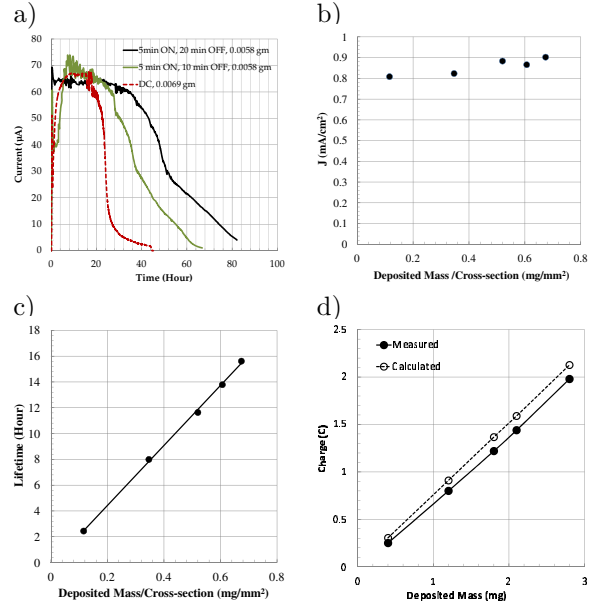 a)
80
70
60
50
40
30
20
10
0
Current (µA)
5min ON, 20 min OFF, 0.0058 gm
5 min ON, 10 min OFF, 0.0058 gm
DC, 0.0069 gm
0 20 40 60 80 100
Time (Hour)
b)
1
0.9
0.8
0.7
0.6
0.5
0.4
0.3
0.2
0.1
0
J (mA/cm²)
0 0.2 0.4 0.6 0.8
Deposited Mass /Cross-section (mg/mm²)
c)
18
16
14
12
10
8
6
4
2
0
Lifetime (Hour)
0 0.2 0.4 0.6 0.8
Deposited Mass/Cross-section (mg/mm²)
d)
2.5
2
1.5
1
0.5
0
Charge (C)
Measured
Calculated
0 1 2 3
Deposited Mass (mg)